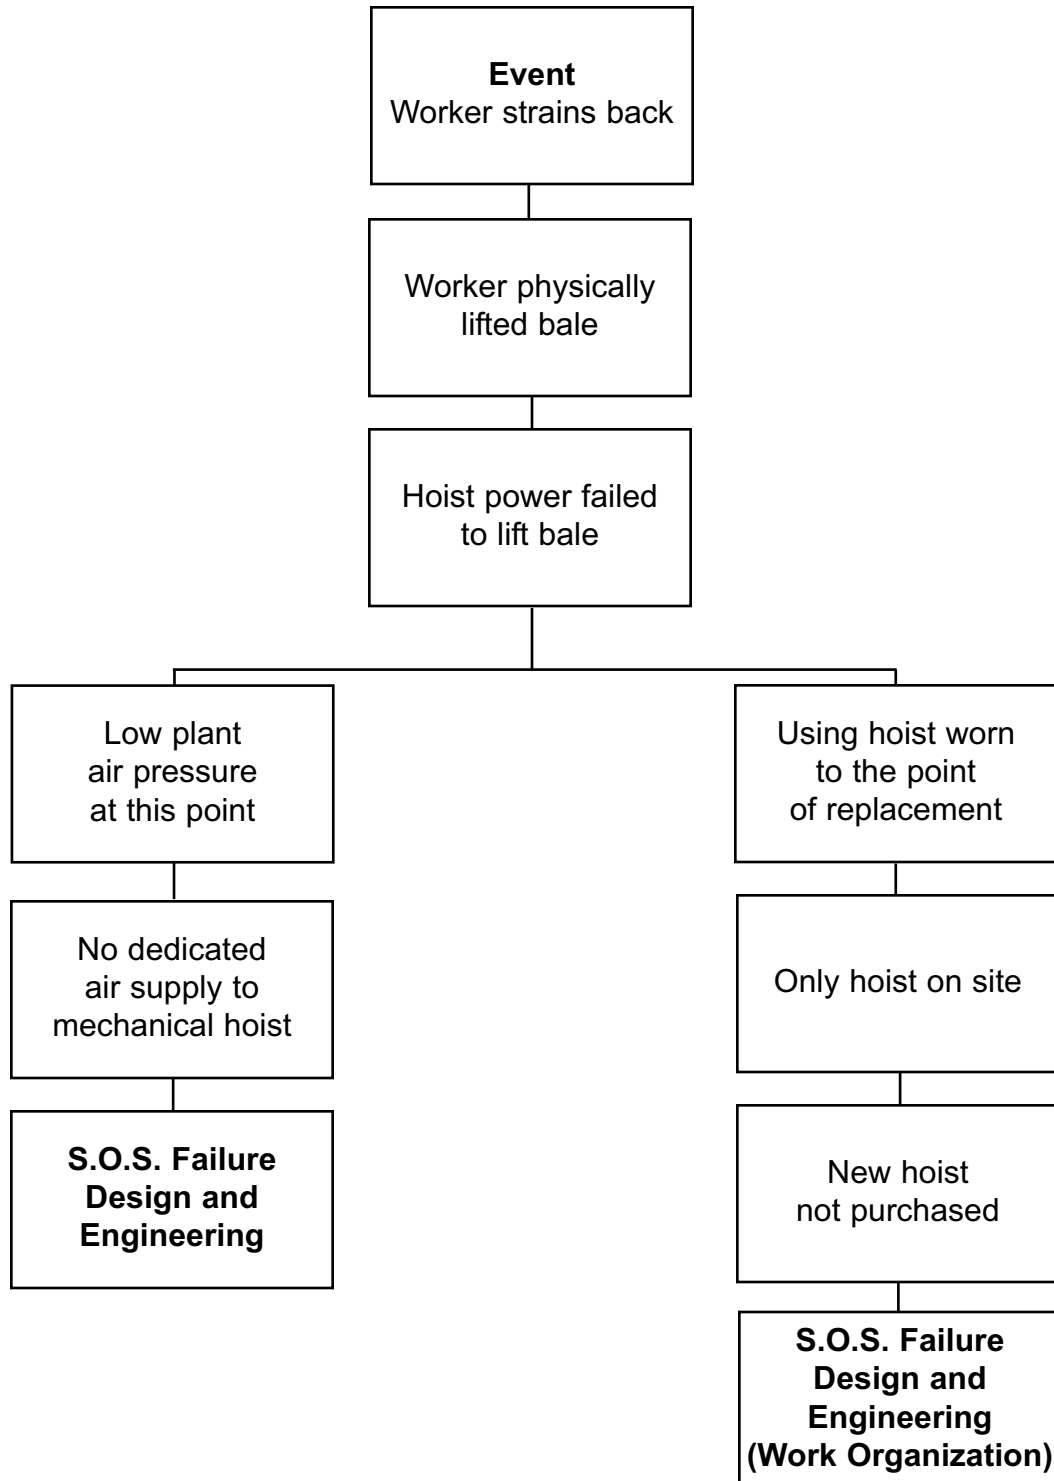 Event
Worker strains back
Worker physically
lifted bale
Hoist power failed
to lift bale
Low plant
air pressure
at this point
No dedicated
air supply to
mechanical hoist
S.O.S. Failure
Design and
Engineering
Using hoist worn
to the point
of replacement
Only hoist on site
New hoist
not purchased
S.O.S. Failure
Design and
Engineering
(Work Organization)